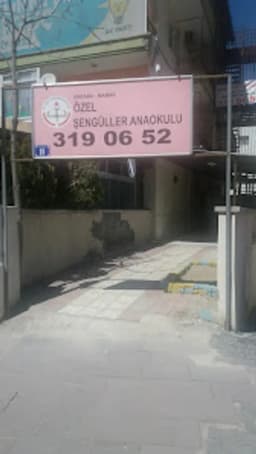 ÖZEL
ŞENGÜLLER ANAOKULU
319 06 52